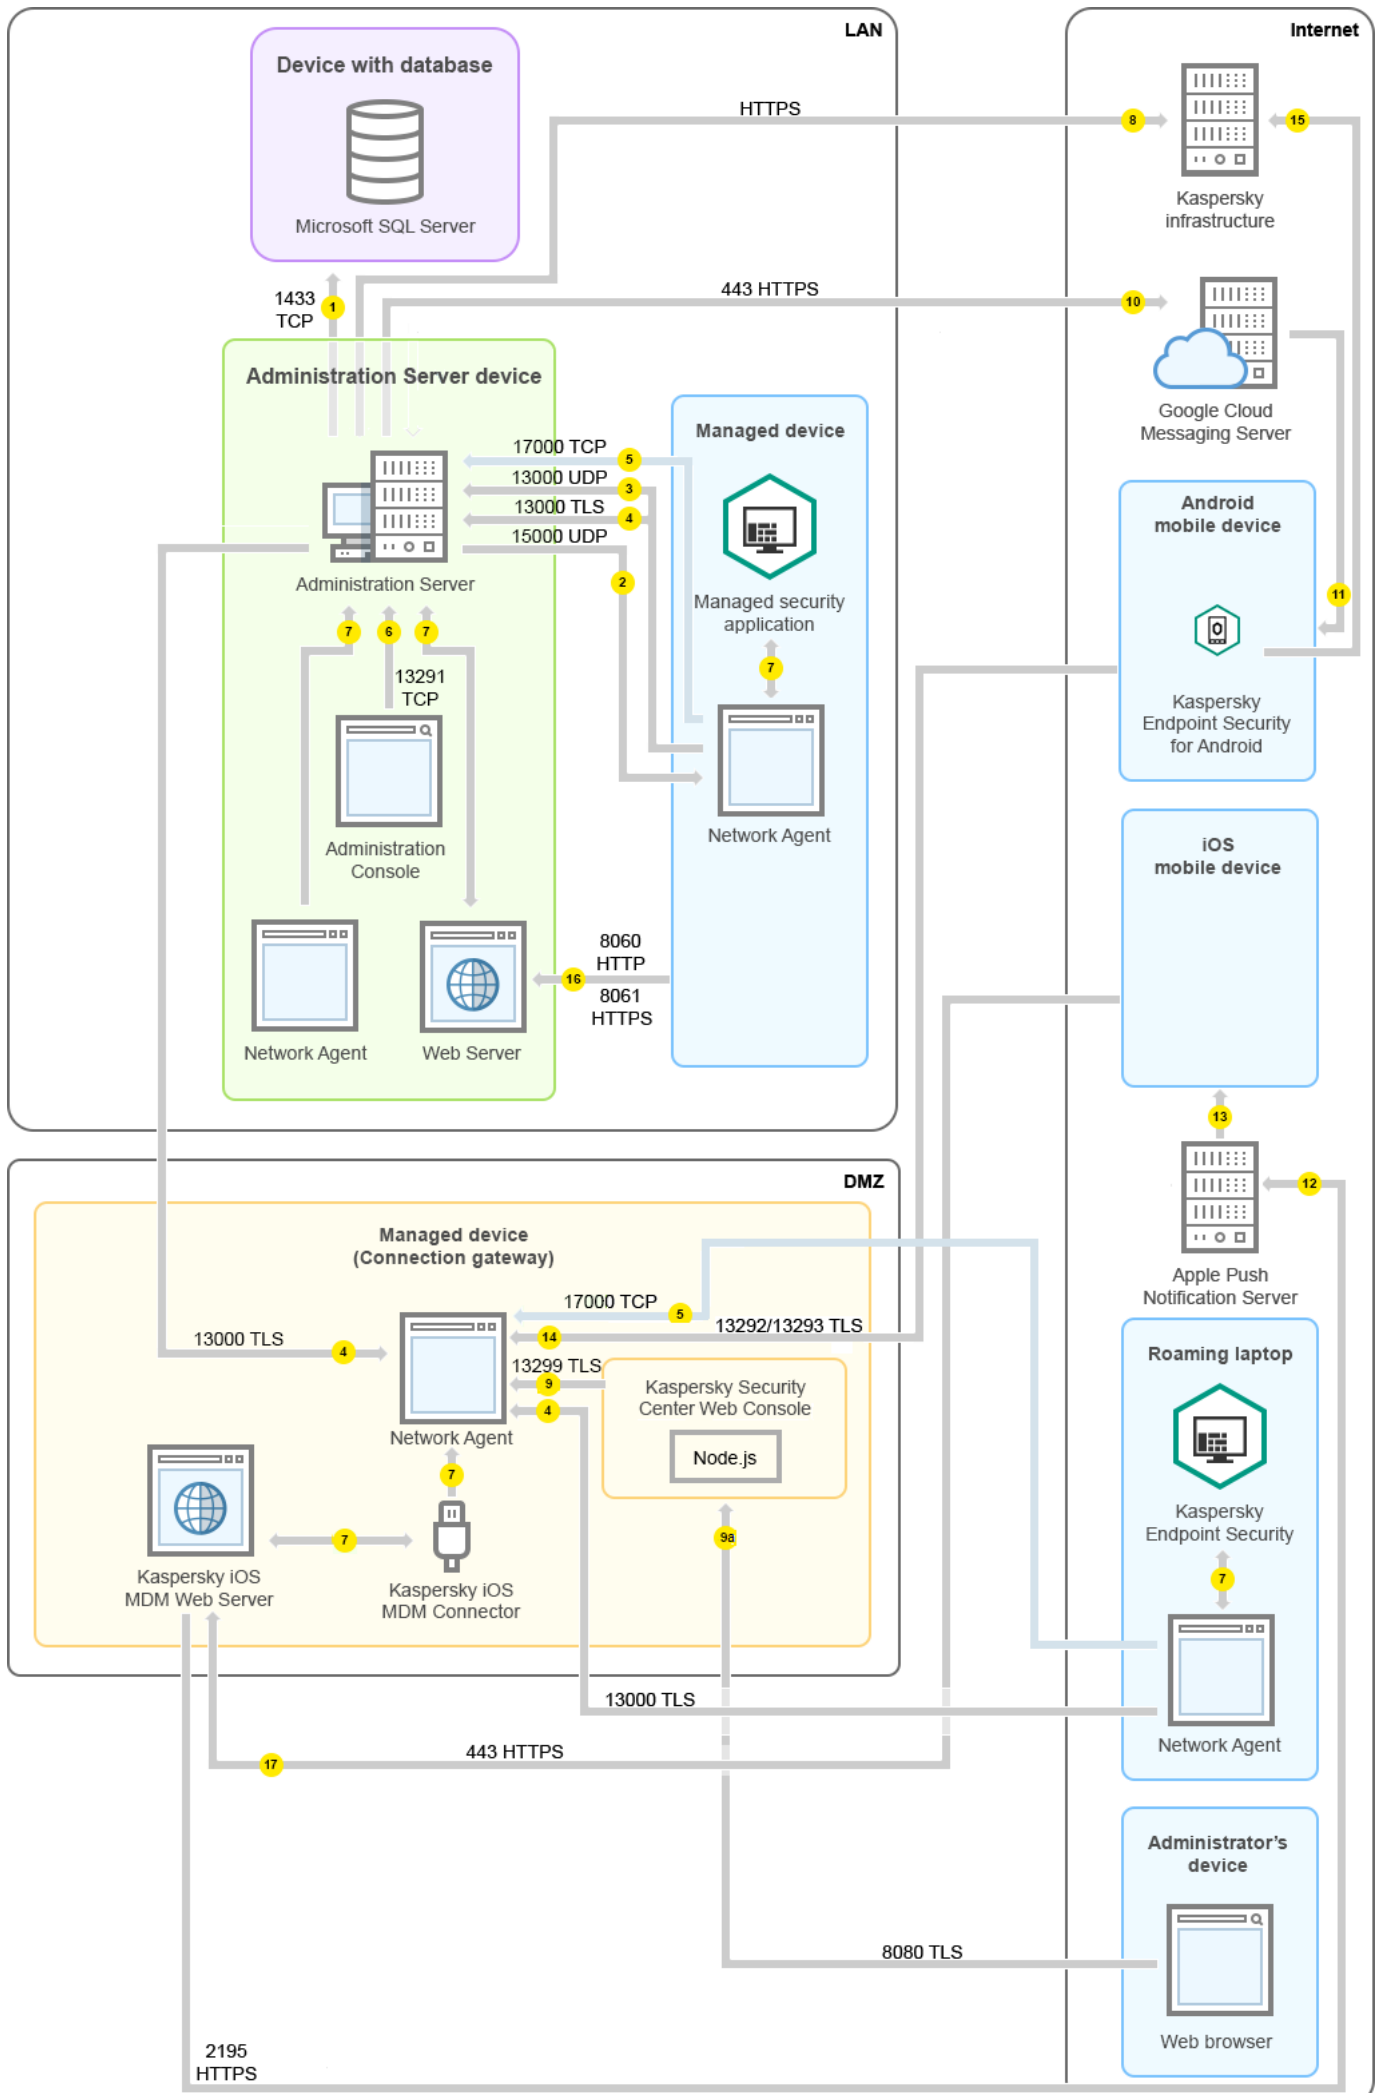 LAN
Internet
Device with database
Microsoft SQL Server
HTTPS
8
15
Kaspersky
infrastructure
1433
TCP
1
443 HTTPS
10
Google Cloud
Messaging Server
Administration Server device
Administration Server
Managed device
17000 TCP
5
13000 UDP
3
13000 TLS
4
15000 UDP
2
Managed security
application
7
Network Agent
Android
mobile device
11
Kaspersky
Endpoint Security
for Android
7
6
7
13291
TCP
Administration
Console
Network Agent
Web Server
8060
HTTP
16
8061
HTTPS
iOS
mobile device
13
12
Apple Push
Notification Server
DMZ
Managed device
(Connection gateway)
17000 TCP
5
13292/13293 TLS
14
13000 TLS
4
13299 TLS
9
4
Network Agent
Kaspersky Security
Center Web Console
Node.js
9a
7
7
Kaspersky iOS
MDM Web Server
Kaspersky iOS
MDM Connector
Roaming laptop
Kaspersky
Endpoint Security
7
Network Agent
13000 TLS
443 HTTPS
17
Administrator's
device
8080 TLS
Web browser
2195
HTTPS